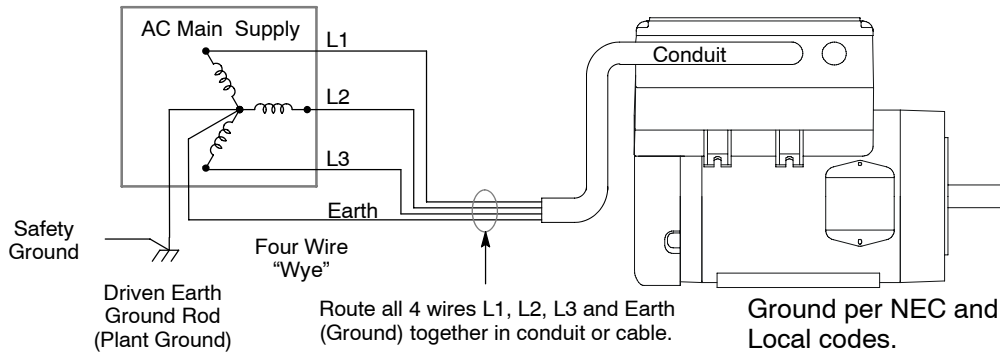 AC Main Supply
L1
L2
L3
Earth
Conduit
Safety
Ground
Four Wire
“Wye”
Driven Earth
Ground Rod
(Plant Ground)
Route all 4 wires L1, L2, L3 and Earth
(Ground) together in conduit or cable.
Ground per NEC and
Local codes.